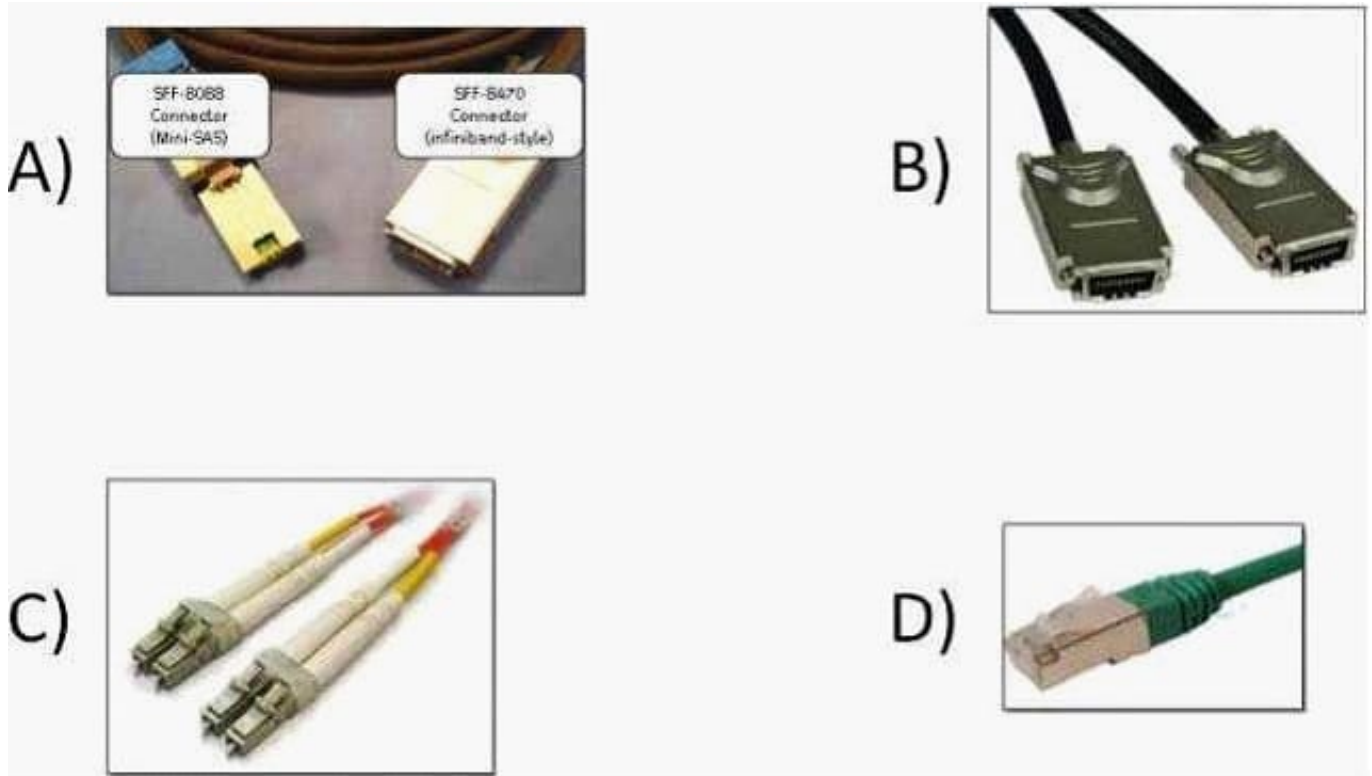 A)
SFF-8088
Connector
(Mini-SAS)
SFF-8470
Connector
(infiniband-style)
B)
C)
D)